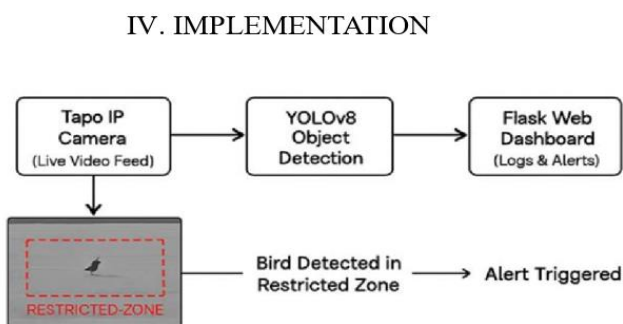 IV. IMPLEMENTATION
Tapo IP
Camera
(Live Video Feed)
YOLOv8
Object
Detection
Flask Web
Dashboard
(Logs & Alerts)
RESTRICTED-ZONE
Bird Detected in
Restricted Zone
Alert Triggered